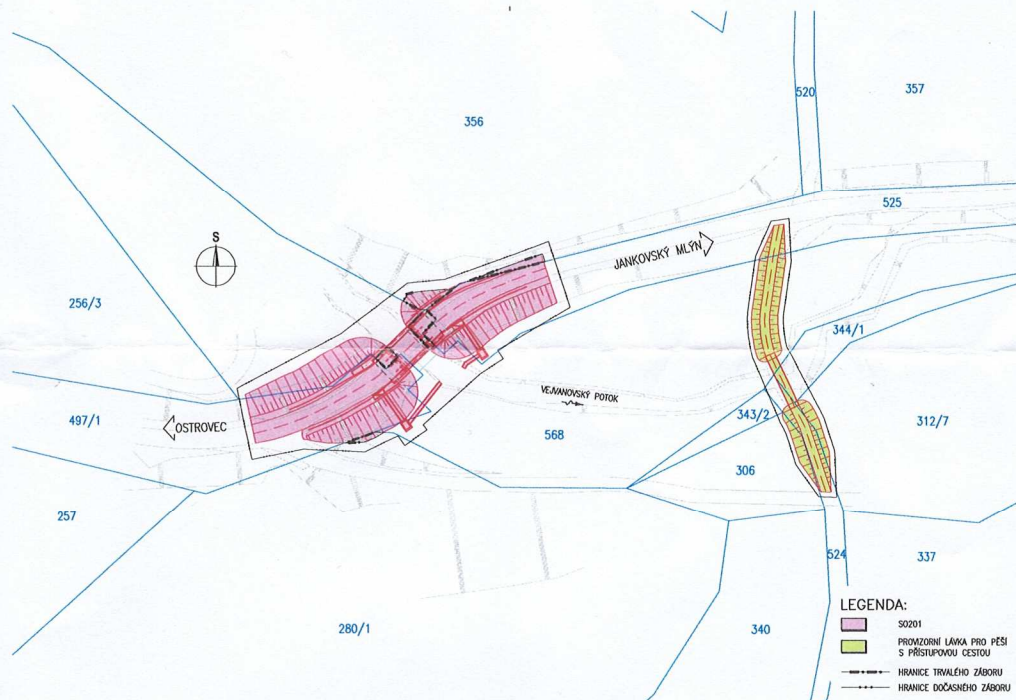 520
357
356
525
S
JANKOVSKÝ MLÝN
256/3
344/1
VEJVANOVSKÝ POTOK
497/1
OSTROVEC
343/2
312/7
568
306
257
524
337
280/1
340
LEGENDA:
SO201
PROVIZORNÍ LÁVKA PRO PĚŠÍ
S PŘÍSTUPOVOU CESTOU
HRANICE TRVALÉHO ZÁBORU
HRANICE DOČASNÉHO ZÁBORU